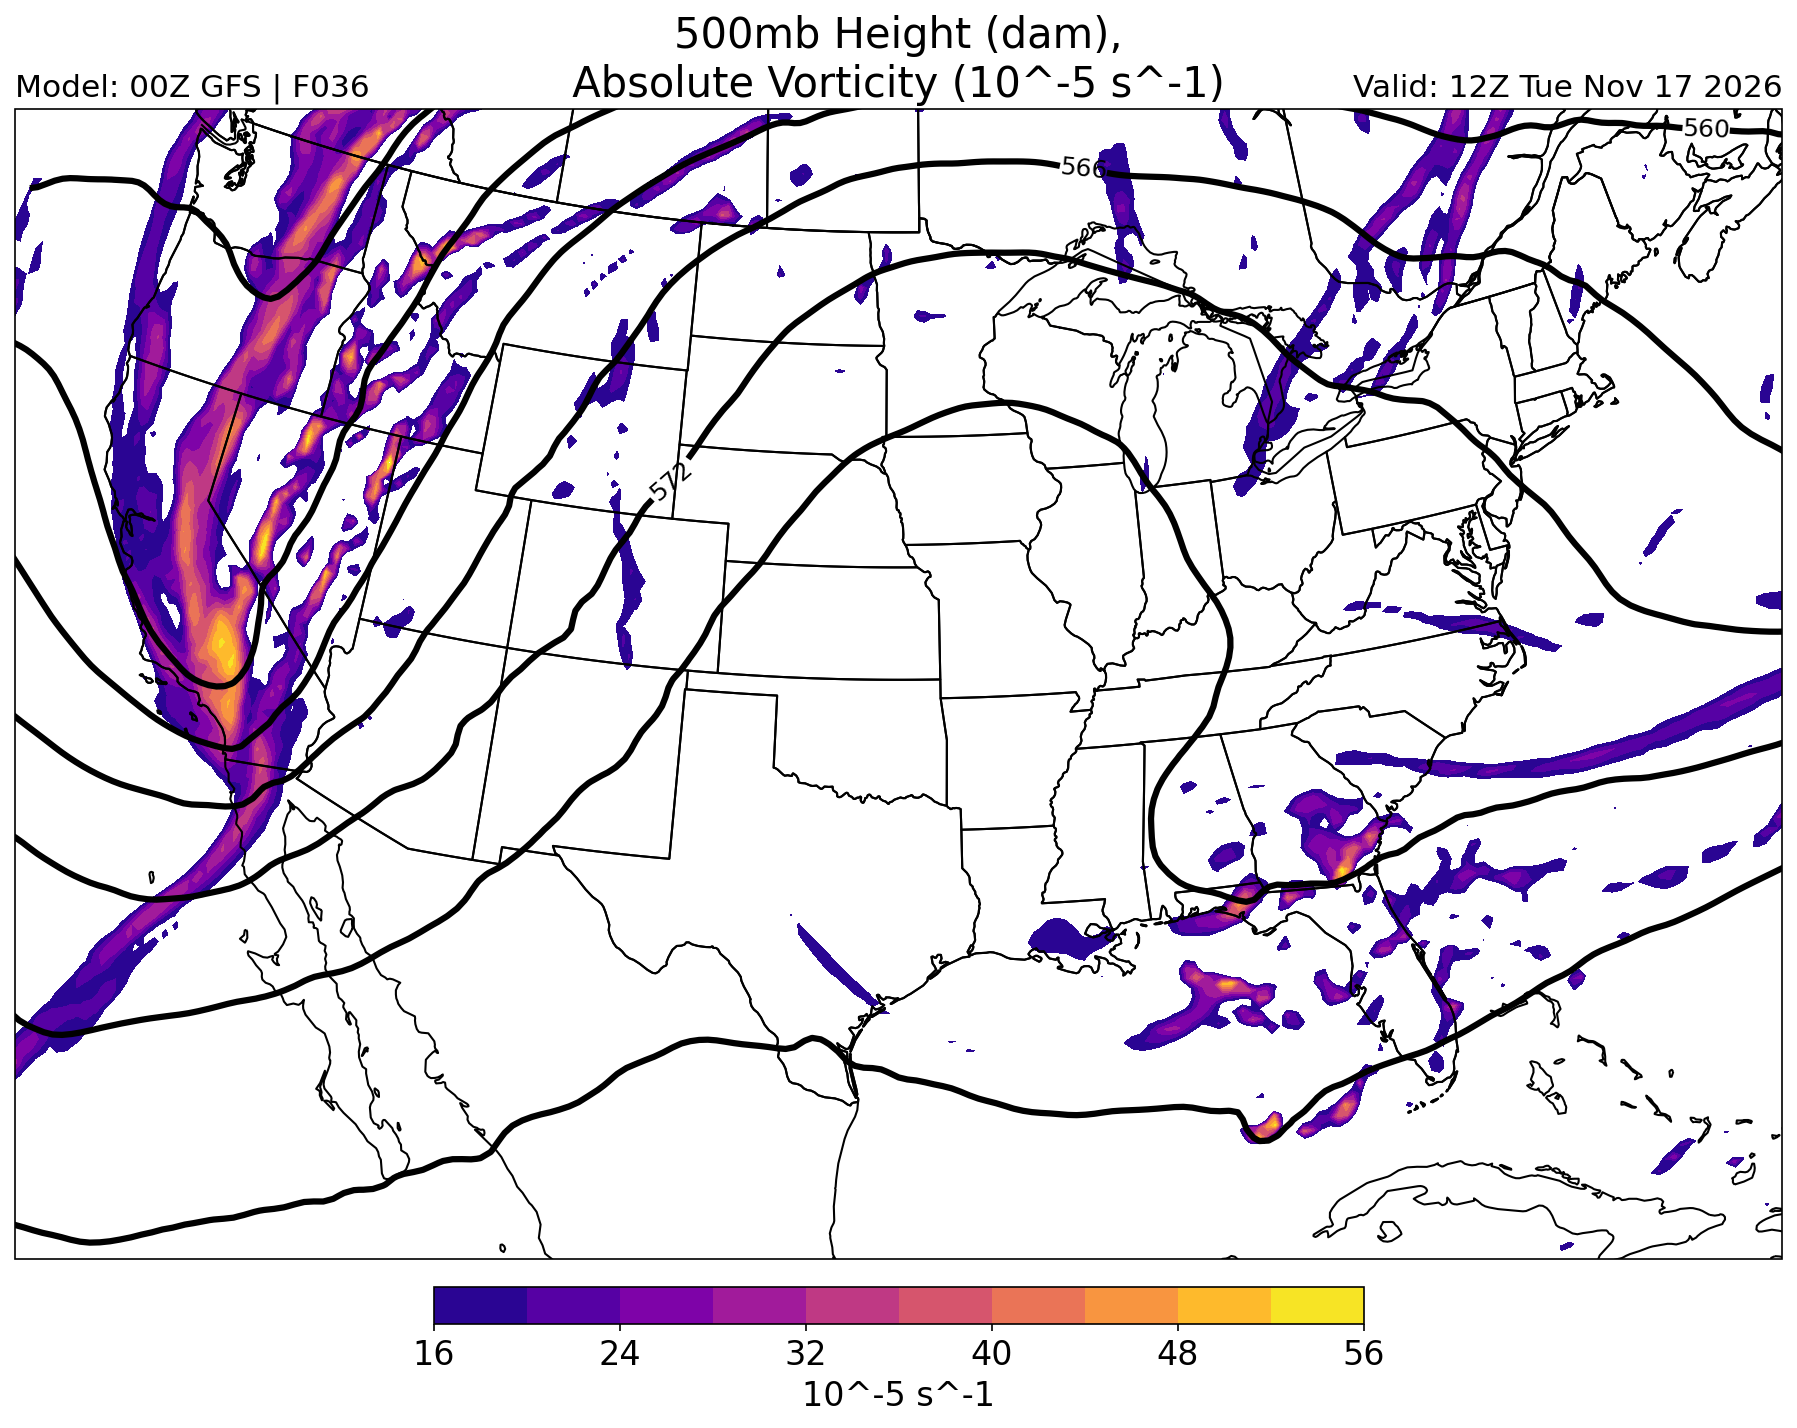 500mb Height (dam),
Model: 00Z GFS | F036
Absolute Vorticity (10^-5 s^-1)
Valid: 12Z Tue Nov 17 2026
560
566
572
16 24 32 40 48 56
10^-5 s^-1